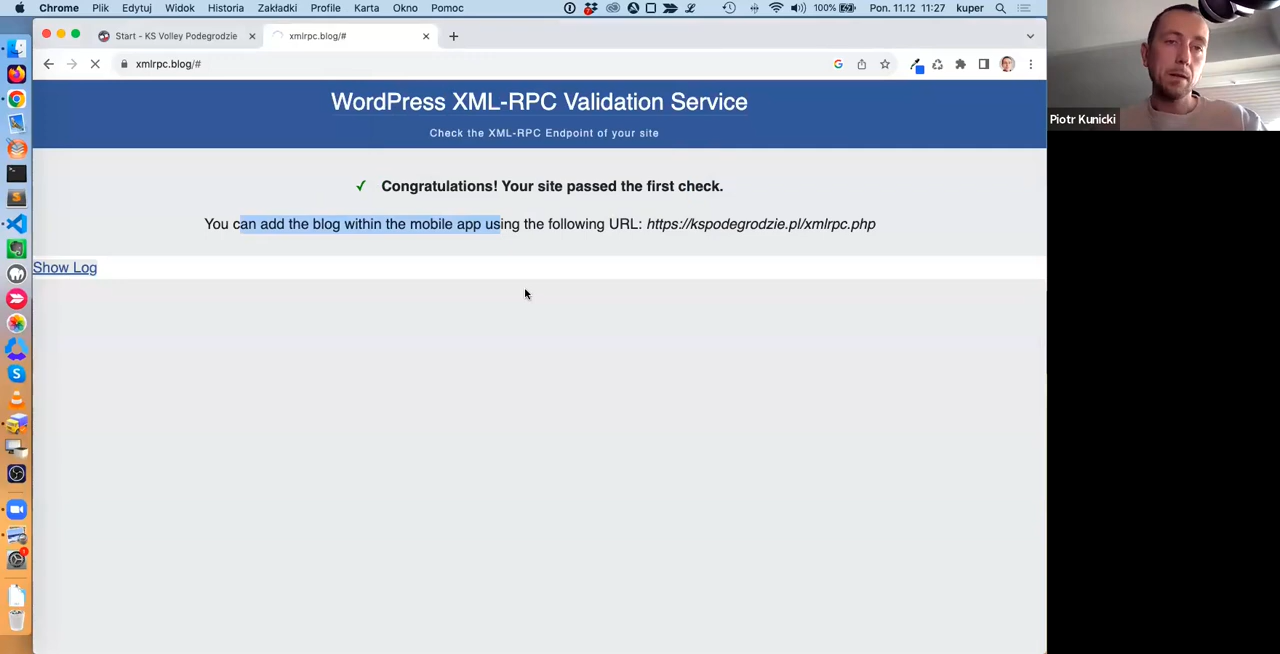 Chrome Plik Edytuj Widok Historia Zakładki Profile Karta Okno Pomoc 100% Pon. 11.12 11:27 kuper
Start - KS Volley Podegrodzie xmlrpc.blog/#
xmlrpc.blog/#
Piotr Kunicki
WordPress XML-RPC Validation Service
Check the XML-RPC Endpoint of your site
✓ Congratulations! Your site passed the first check.
You can add the blog within the mobile app using the following URL: https://kspodegrodzie.pl/xmlrpc.php
Show Log